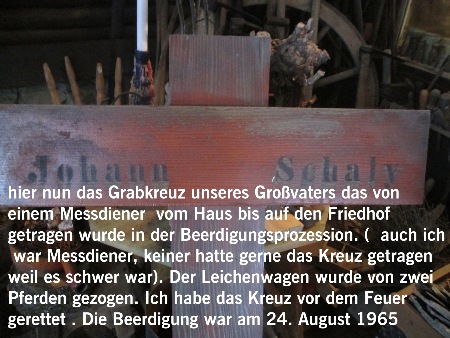 Johann Schalv
hier nun das Grabkreuz unseres Großvaters das von
einem Messdiener vom Haus bis auf den Friedhof
getragen wurde in der Beerdigungsprozession. ( auch ich
war Messdiener, keiner hatte gerne das Kreuz getragen
weil es schwer war). Der Leichenwagen wurde von zwei
Pferden gezogen. Ich habe das Kreuz vor dem Feuer
gerettet . Die Beerdigung war am 24. August 1965